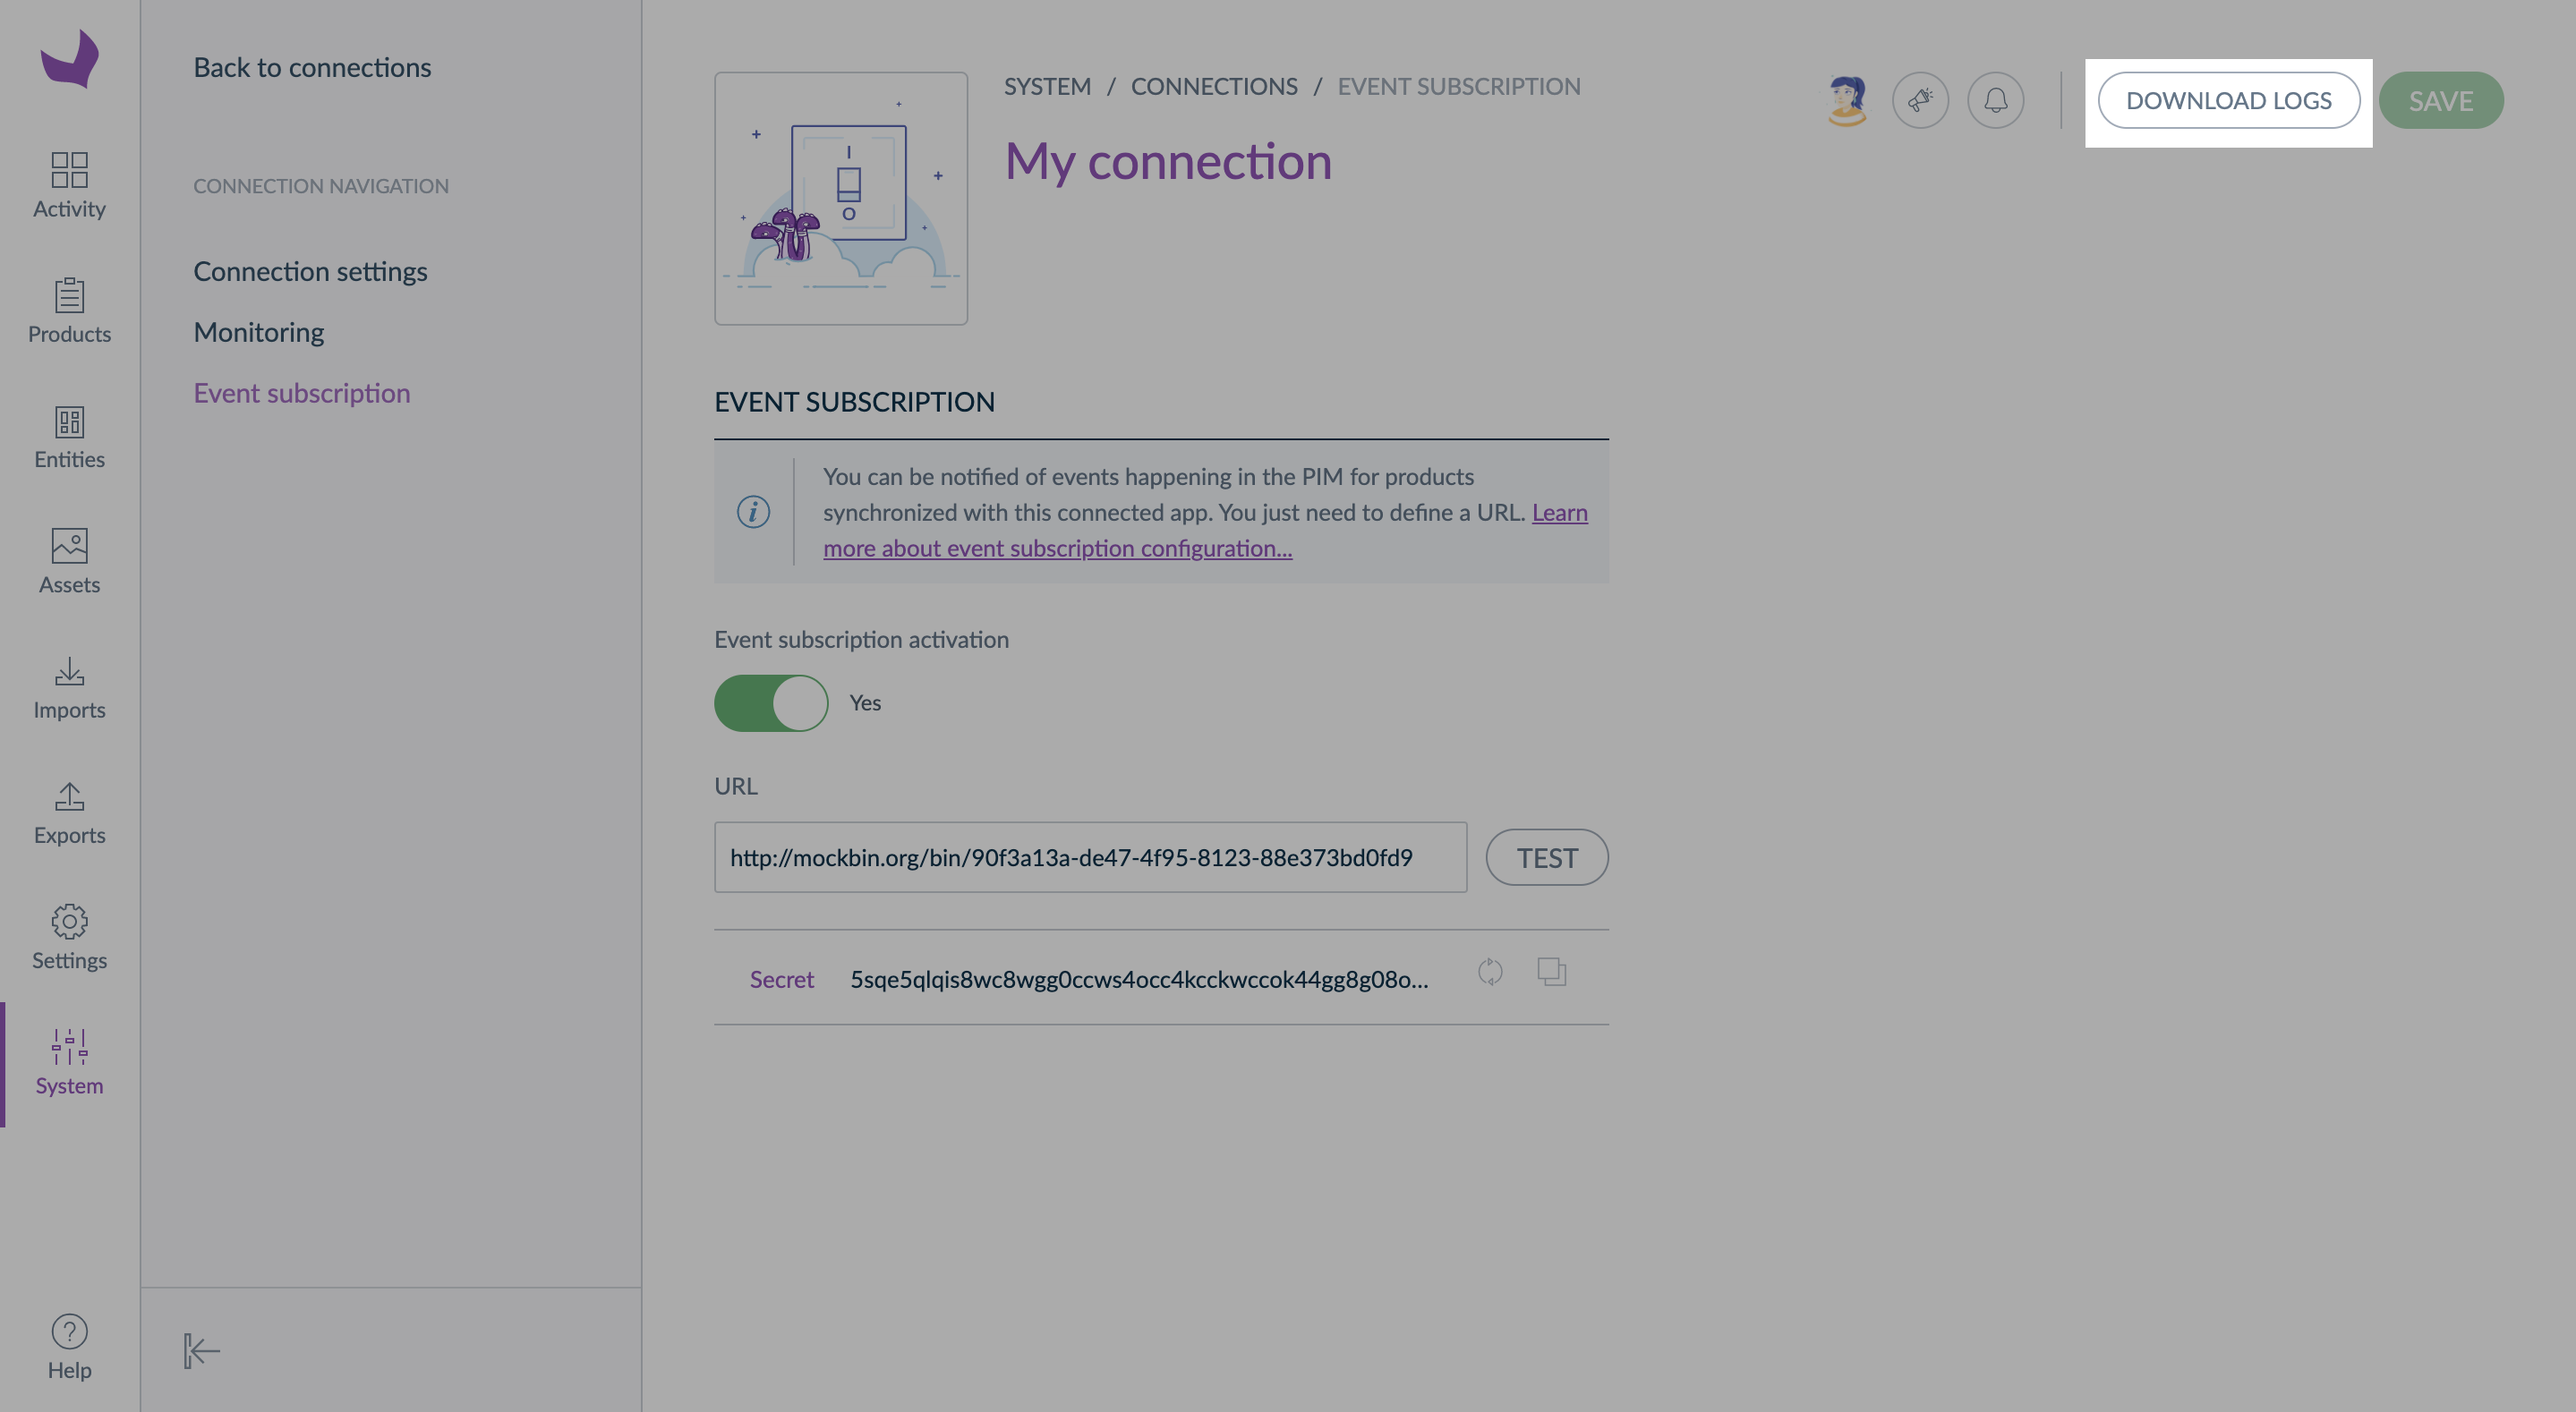 Activity
Products
Entities
Assets
Imports
Exports
Settings
System
Help
Back to connections
CONNECTION NAVIGATION
Connection settings
Monitoring
Event subscription
SYSTEM / CONNECTIONS / EVENT SUBSCRIPTION
My connection
DOWNLOAD LOGS
SAVE
I
O
EVENT SUBSCRIPTION
i
You can be notified of events happening in the PIM for products
synchronized with this connected app. You just need to define a URL. Learn
more about event subscription configuration...
Event subscription activation
Yes
URL
http://mockbin.org/bin/90f3a13a-de47-4f95-8123-88e373bd0fd9
TEST
Secret 5sqe5qlqis8wc8wgg0ccws4occ4kcckwccok44gg8g08o...